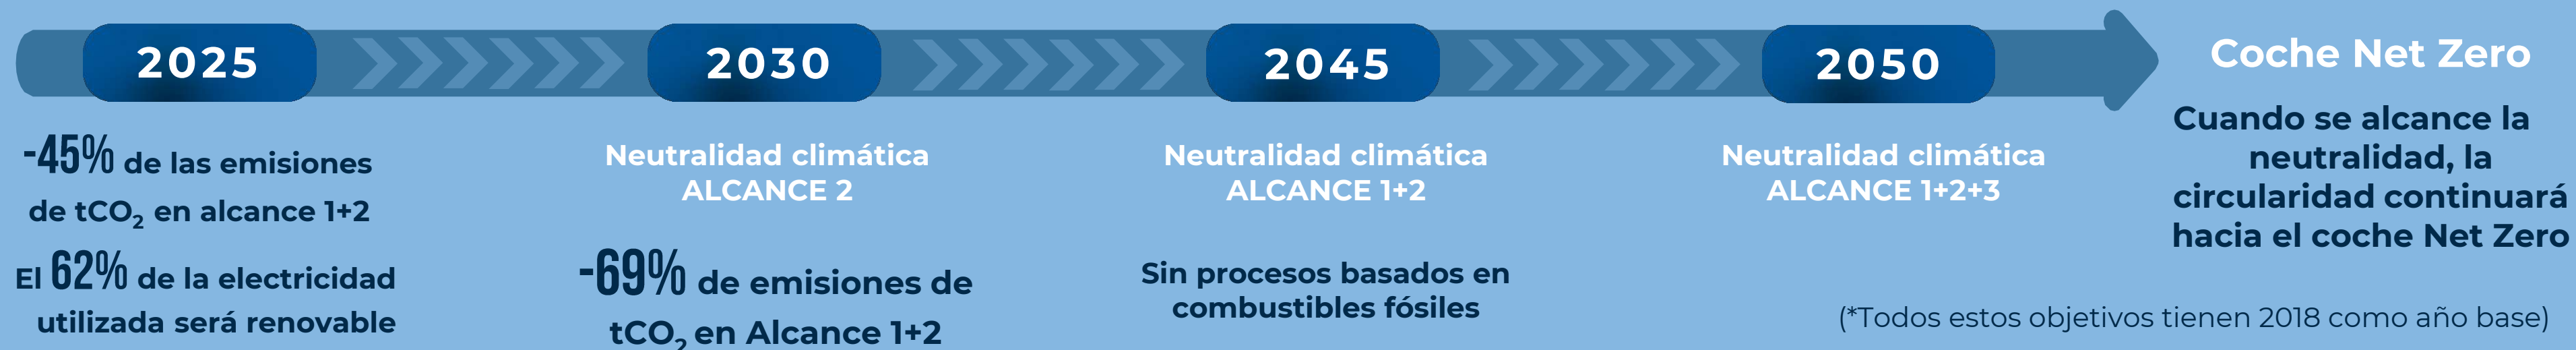 2025
-45% de las emisiones
de tCO₂ en alcance 1+2
El 62% de la electricidad
utilizada será renovable
2030
Neutralidad climática
ALCANCE 2
-69% de emisiones de
tCO₂ en Alcance 1+2
2045
Neutralidad climática
ALCANCE 1+2
Sin procesos basados en
combustibles fósiles
2050
Neutralidad climática
ALCANCE 1+2+3
Coche Net Zero
Cuando se alcance la
neutralidad, la
circularidad continuará
hacia el coche Net Zero
(*Todos estos objetivos tienen 2018 como año base)